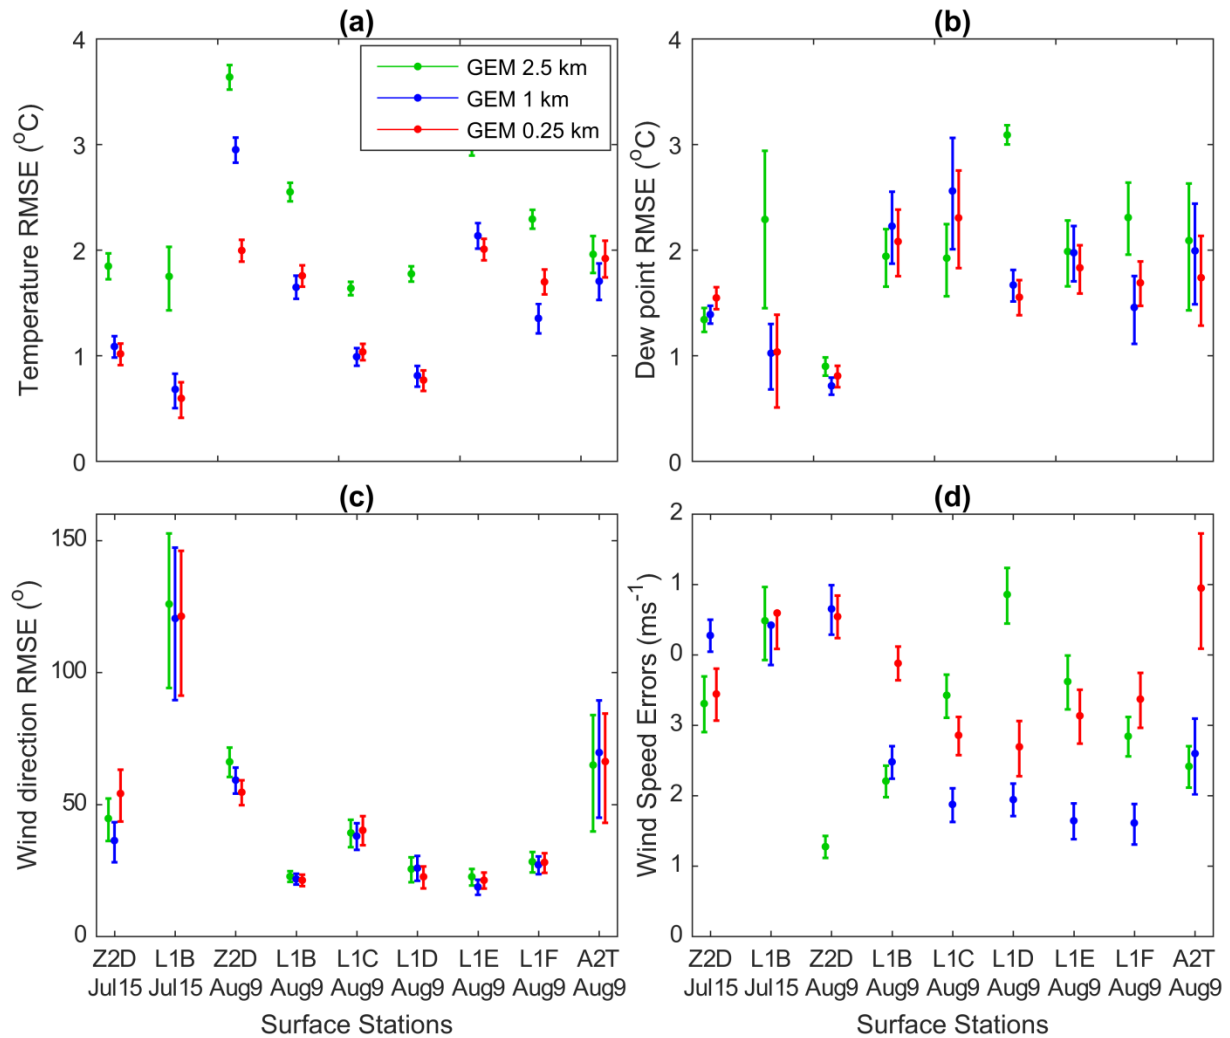 (a)
4
3
2
1
0
Temperature RMSE (°C)
GEM 2.5 km
GEM 1 km
GEM 0.25 km
(b)
4
3
2
1
0
Dew point RMSE (°C)
(c)
150
100
50
0
Wind direction RMSE (°)
Z2D L1B Z2D L1B L1C L1D L1E L1F A2T
Jul15 Jul15 Aug9 Aug9 Aug9 Aug9 Aug9 Aug9 Aug9
Surface Stations
(d)
2
1
0
3
2
1
0
Wind Speed Errors (ms⁻¹)
Z2D L1B Z2D L1B L1C L1D L1E L1F A2T
Jul15 Jul15 Aug9 Aug9 Aug9 Aug9 Aug9 Aug9 Aug9
Surface Stations